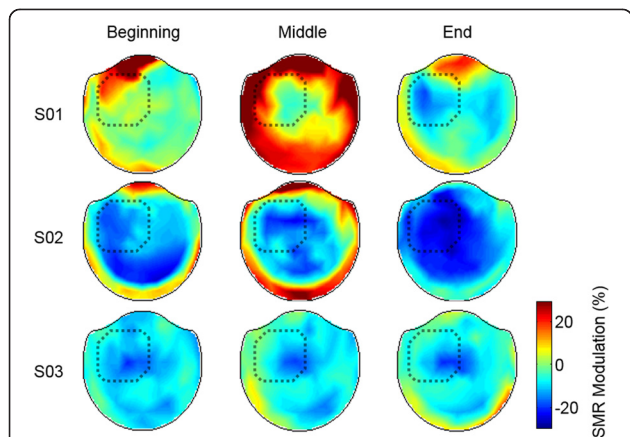 Beginning Middle End
S01
S02
S03
20
0
-20
SMR Modulation (%)